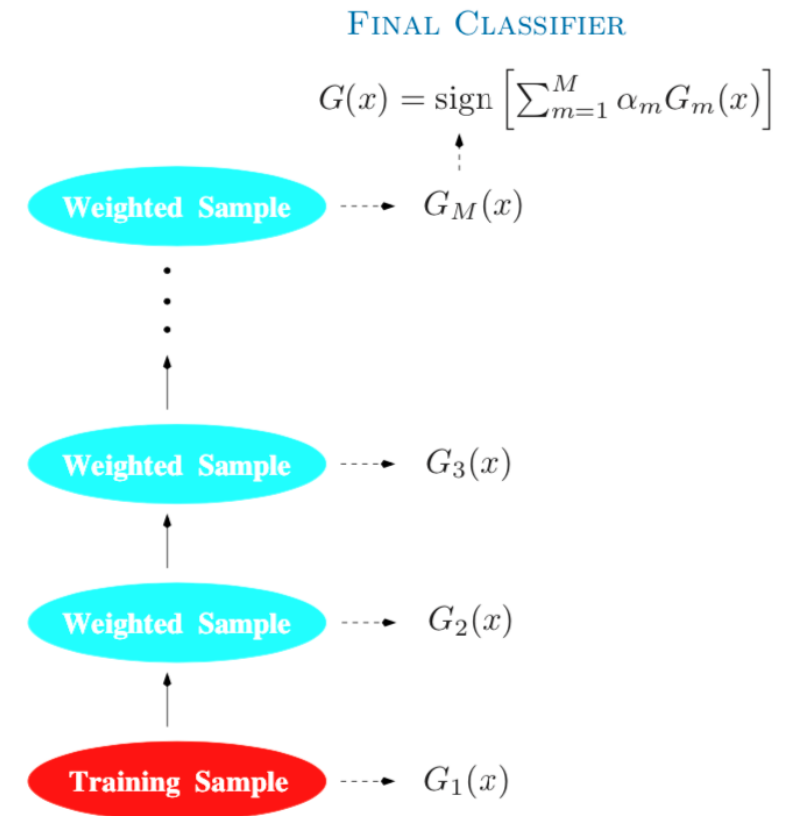 FINAL CLASSIFIER
G(x) = sign [∑_{m=1}^{M} α_m G_m(x)]
Weighted Sample G_M(x)
Weighted Sample G_3(x)
Weighted Sample G_2(x)
Training Sample G_1(x)